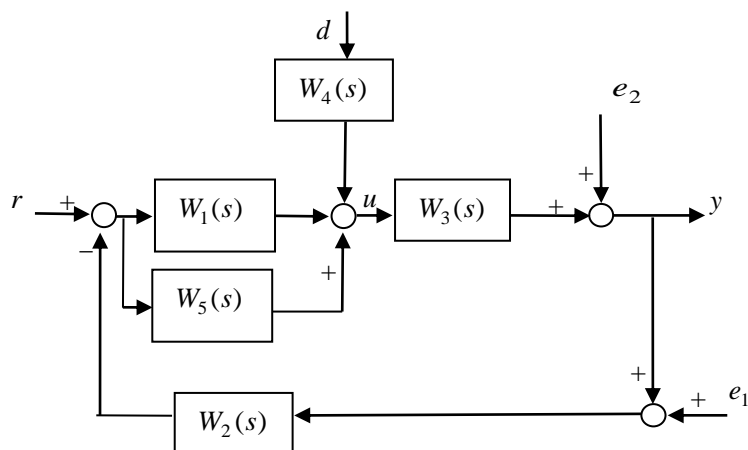 d
W₄(s)
e₂
r
+
W₁(s)
u
W₃(s)
+
+
y
−
W₅(s)
+
W₂(s)
+
+
e₁